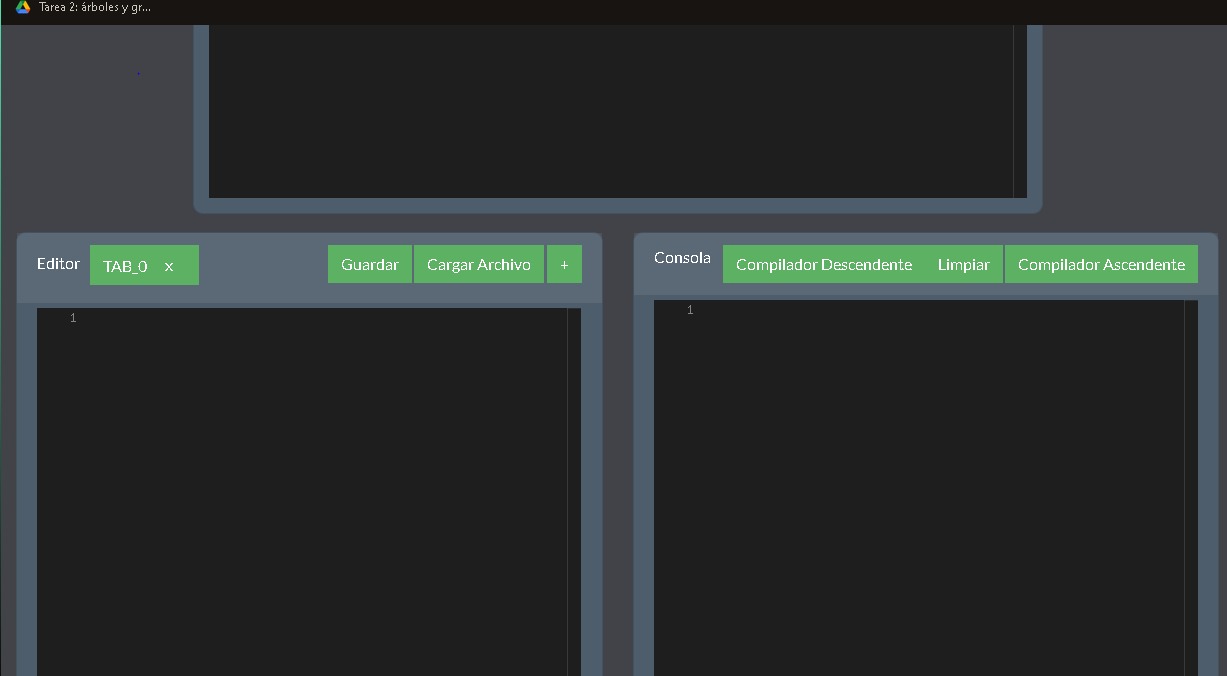 Tarea 2: árboles y gr...
Editor TAB_0 x Guardar Cargar Archivo +
Consola Compilador Descendente Limpiar Compilador Ascendente
1
1